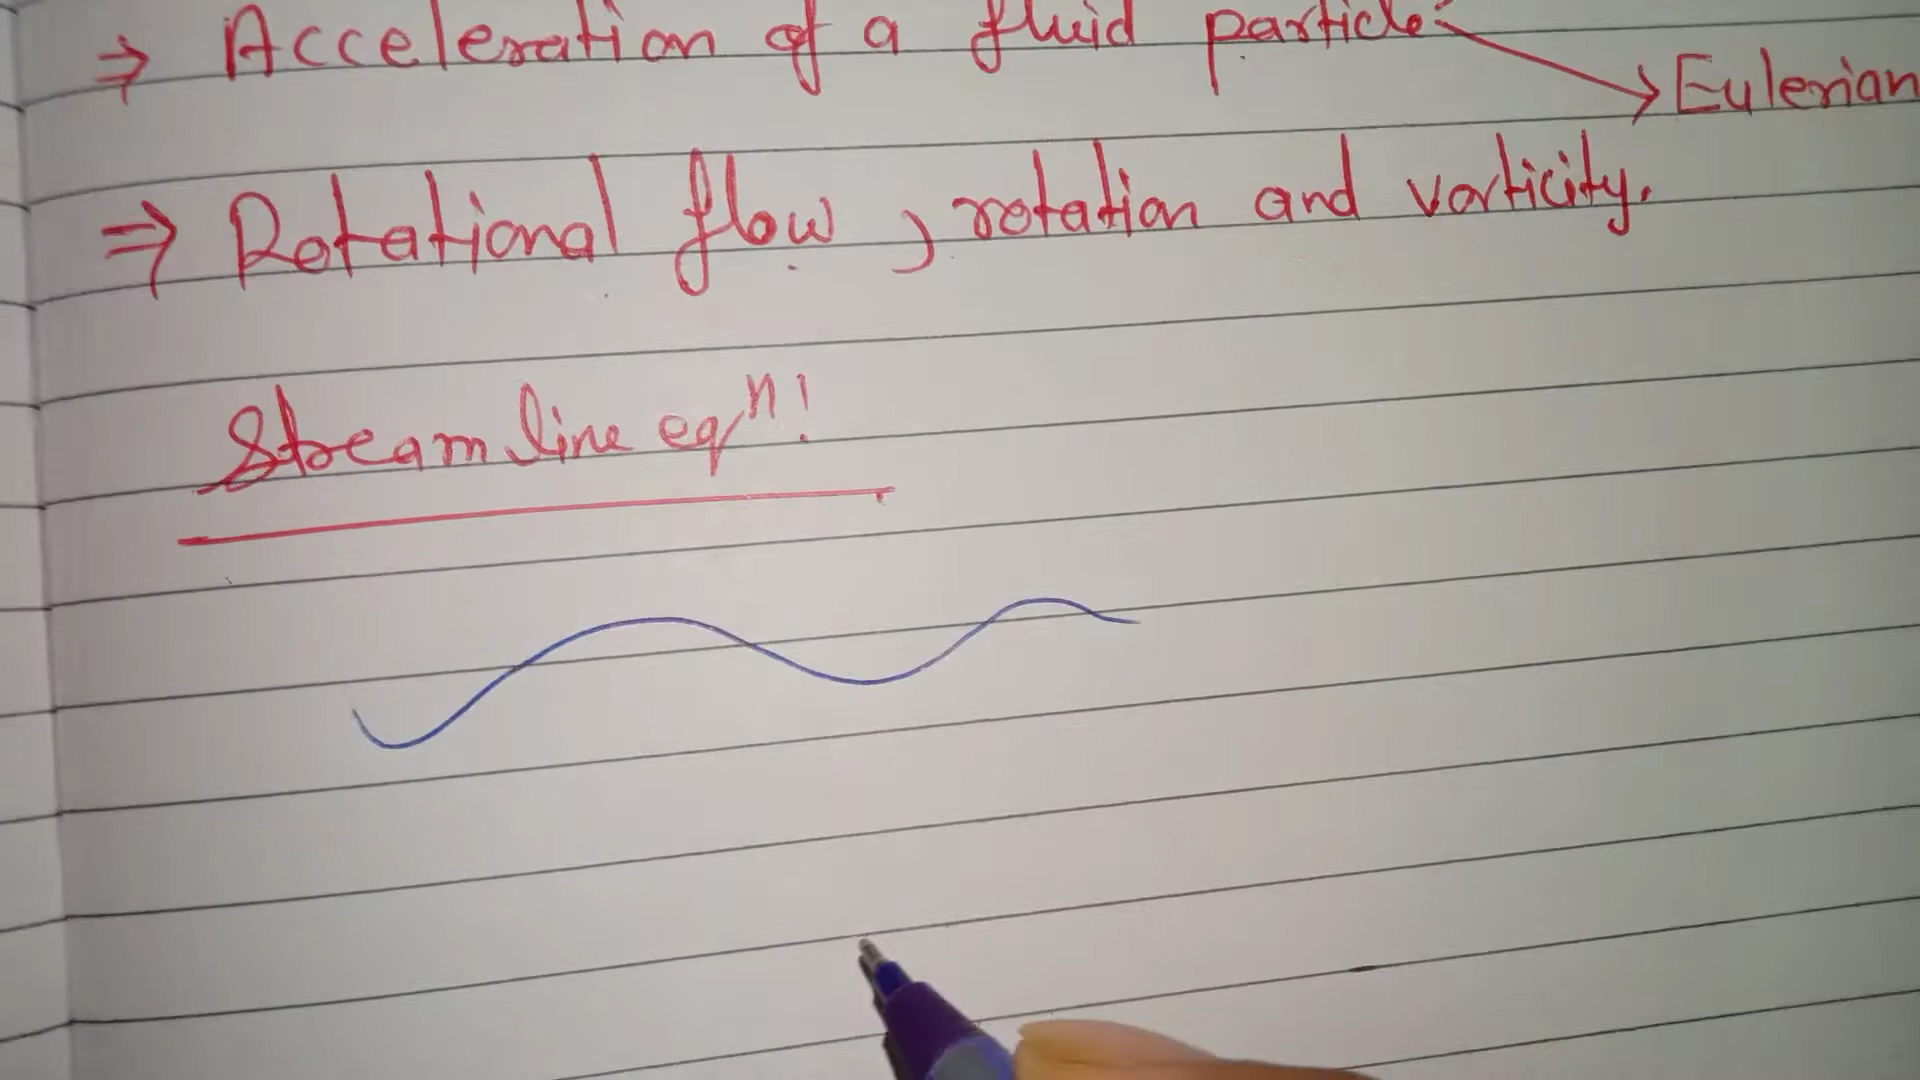 ⇒ Acceleration of a fluid particle:
→ Eulerian
⇒ Rotational flow, rotation and vorticity.
Stream line eqⁿ: